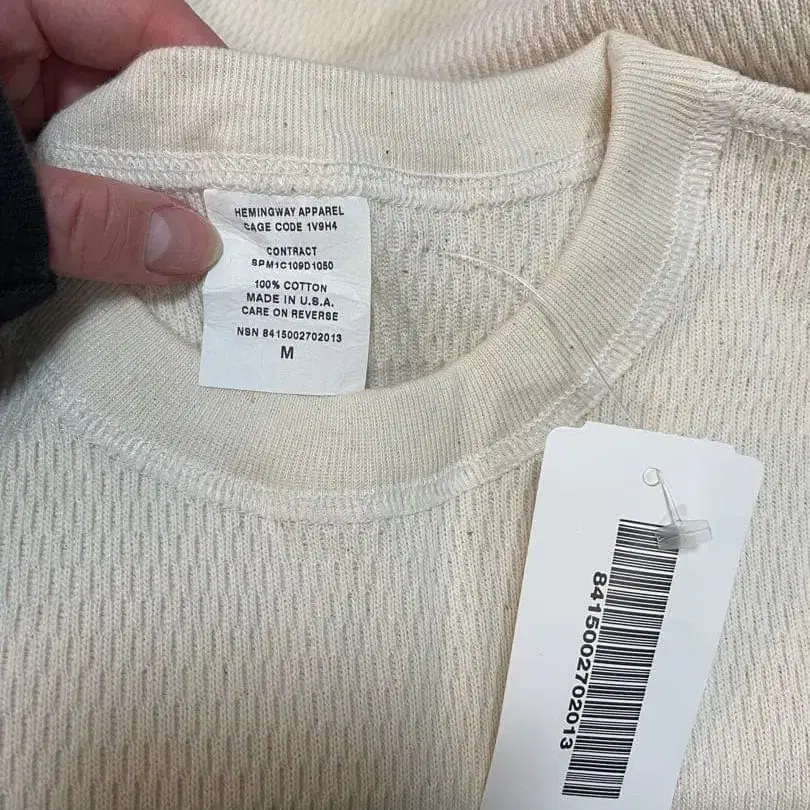 HEMINGWAY APPAREL
CAGE CODE 1V9H4
CONTRACT
SPM1C109D1050
100% COTTON
MADE IN U.S.A.
CARE ON REVERSE
NSN 8415002702013
M
8415002702013